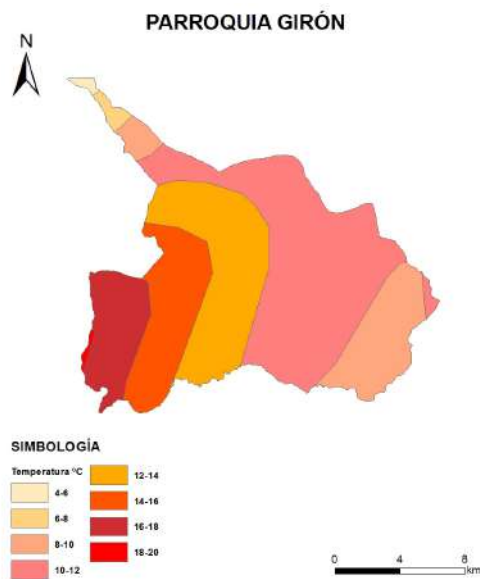 PARROQUIA GIRÓN
N
SIMBOLOGÍA
Temperatura °C
4-6
6-8
8-10
10-12
12-14
14-16
16-18
18-20
0 4 8
km